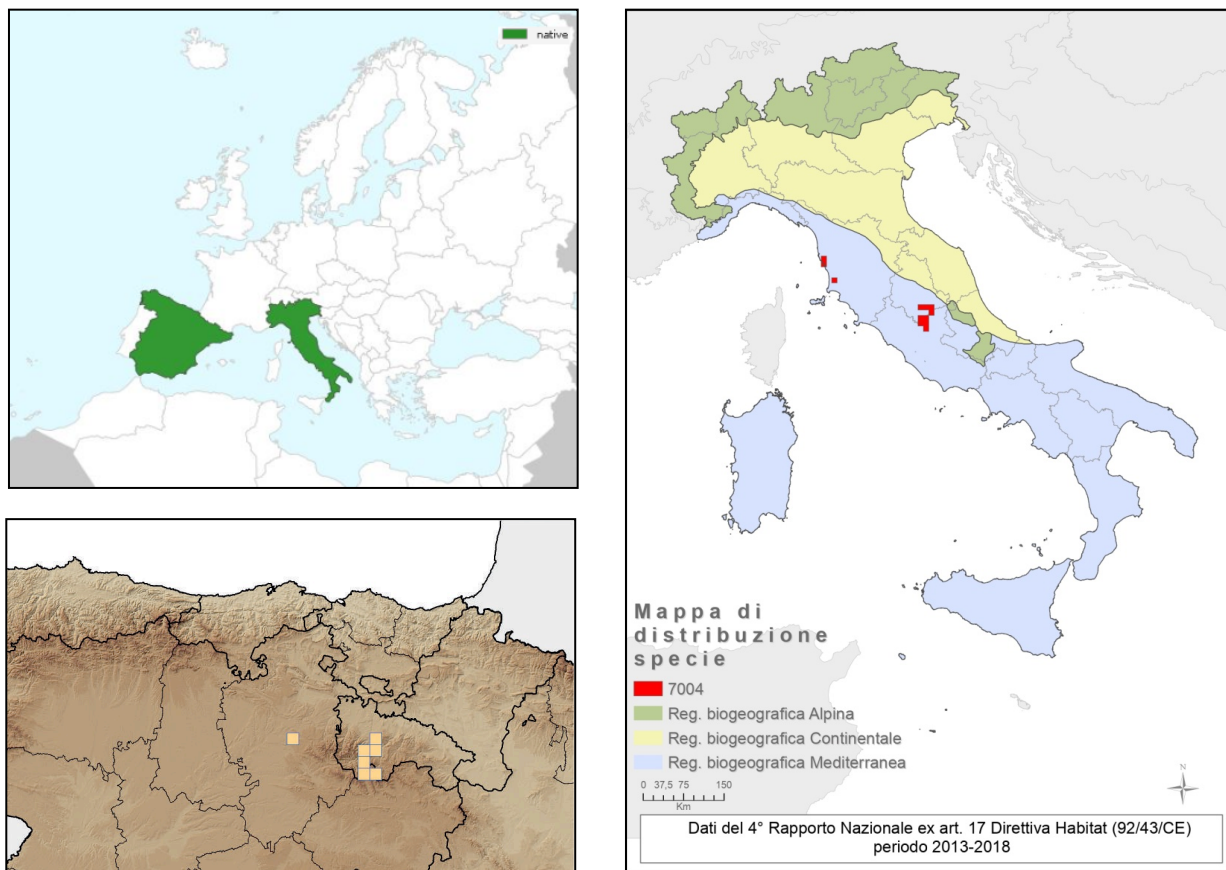 native
Mappa di
distribuzione
specie
7004
Reg. biogeografica Alpina
Reg. biogeografica Continentale
Reg. biogeografica Mediterranea
0 37,5 75 150
Km
N
Dati del 4° Rapporto Nazionale ex art. 17 Direttiva Habitat (92/43/CE)
periodo 2013-2018